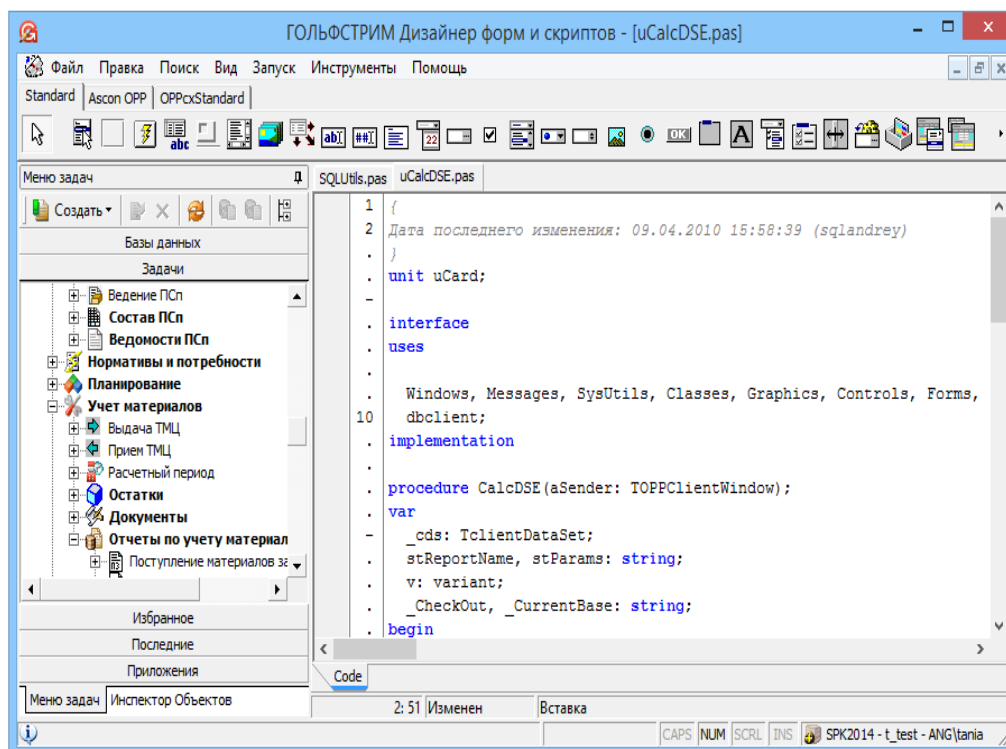 ГОЛЬФСТРИМ Дизайнер форм и скриптов - [uCalcDSE.pas]
Файл Правка Поиск Вид Запуск Инструменты Помощь
Standard Ascon OPP OPPcxStandard
abc abI ##I 22 OK A
Меню задач
Создать
Базы данных
Задачи
Ведение ПСп
Состав ПСп
Ведомости ПСп
Нормативы и потребности
Планирование
Учет материалов
Выдача ТМЦ
Прием ТМЦ
Расчетный период
Остатки
Документы
Отчеты по учету материал
Поступление материалов за
Избранное
Последние
Приложения
Меню задач Инспектор Объектов
SQLUtils.pas uCalcDSE.pas
1 {
2 Дата последнего изменения: 09.04.2010 15:58:39 (sqlandrey)
. }
. unit uCard;
-
. interface
. uses
.
. Windows, Messages, SysUtils, Classes, Graphics, Controls, Forms,
10 dbclient;
. implementation
.
. procedure CalcDSE(aSender: TOPPClientWindow);
. var
- _cds: TclientDataSet;
. stReportName, stParams: string;
. v: variant;
. _CheckOut, _CurrentBase: string;
. begin
Code
2: 51 Изменен Вставка
CAPS NUM SCRL INS SPK2014 - t_test - ANG\tania